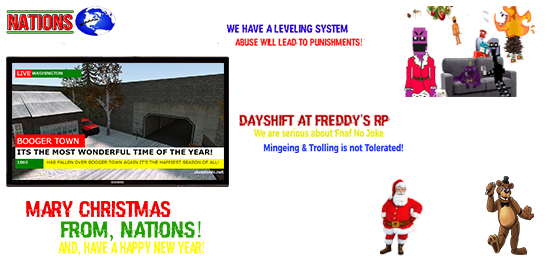 NATIONS
WE HAVE A LEVELING SYSTEM
ABUSE WILL LEAD TO PUNISHMENTS!
LIVE WASHINGTON
BOOGER TOWN
ITS THE MOST WONDERFUL TIME OF THE YEAR!
HAS FALLEN OVER BOOGER TOWN AGAIN IT'S THE HAPPIEST SEASON OF ALL!
DAYSHIFT AT FREDDY'S RP
We are serious about Fnaf No Joke
Mingeing & Trolling is not Tolerated!
MARY CHRISTMAS
FROM, NATIONS!
AND, HAVE A HAPPY NEW YEAR!